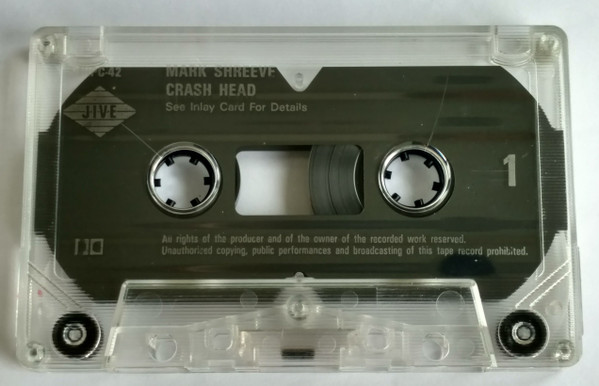 MARK SHREEVE
CRASH HEAD
See Inlay Card For Details
JIVE
1
All rights of the producer and of the owner of the recorded work reserved.
Unauthorized copying, public performances and broadcasting of this tape record prohibited.